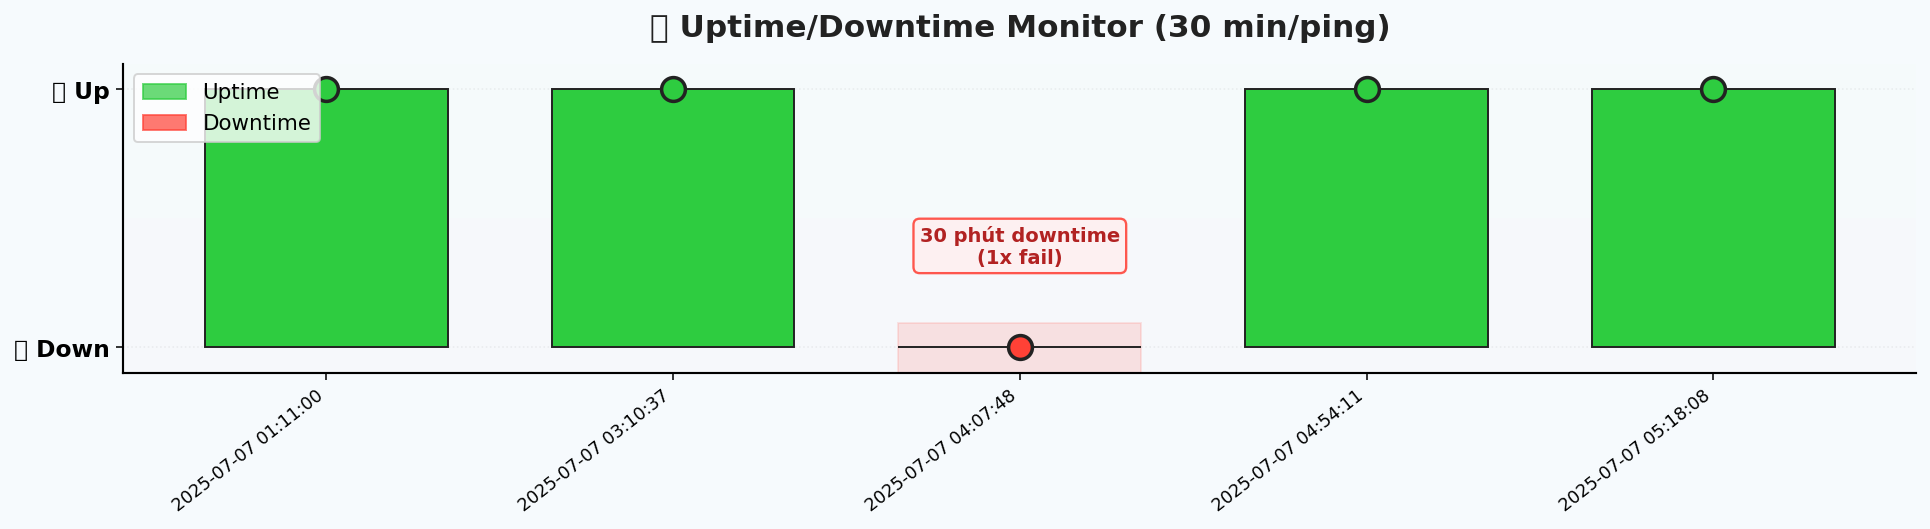 Uptime/Downtime Monitor (30 min/ping)
Up
Uptime
Downtime
30 phút downtime
(1x fail)
Down
2025-07-07 01:11:00
2025-07-07 03:10:37
2025-07-07 04:07:48
2025-07-07 04:54:11
2025-07-07 05:18:08